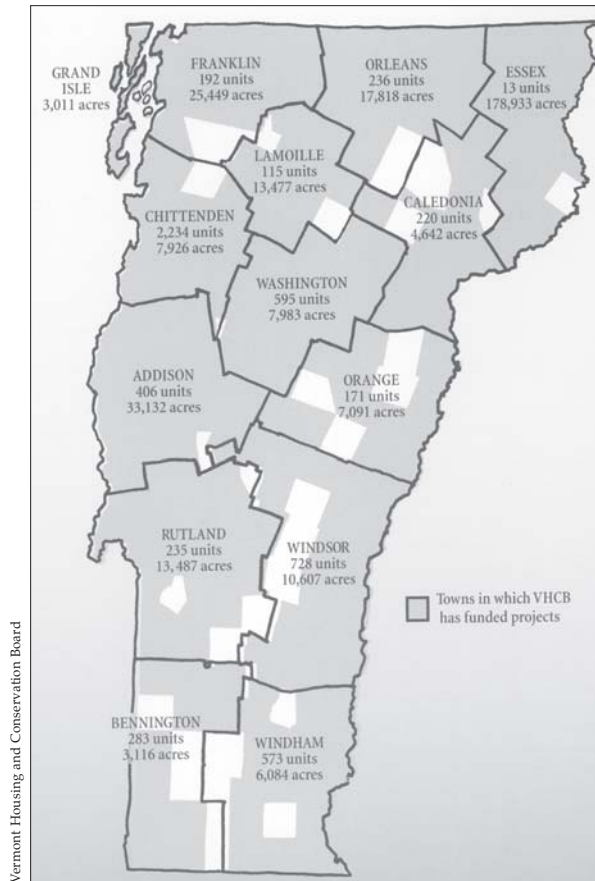 GRAND
ISLE
3,011 acres
FRANKLIN
192 units
25,449 acres
ORLEANS
236 units
17,818 acres
ESSEX
13 units
178,933 acres
LAMOILLE
115 units
13,477 acres
CALEDONIA
220 units
4,642 acres
CHITTENDEN
2,234 units
7,926 acres
WASHINGTON
595 units
7,983 acres
ADDISON
406 units
33,132 acres
ORANGE
171 units
7,091 acres
RUTLAND
235 units
13, 487 acres
WINDSOR
728 units
10,607 acres
Towns in which VHCB
has funded projects
BENNINGTON
283 units
3,116 acres
WINDHAM
573 units
6,084 acres
Vermont Housing and Conservation Board